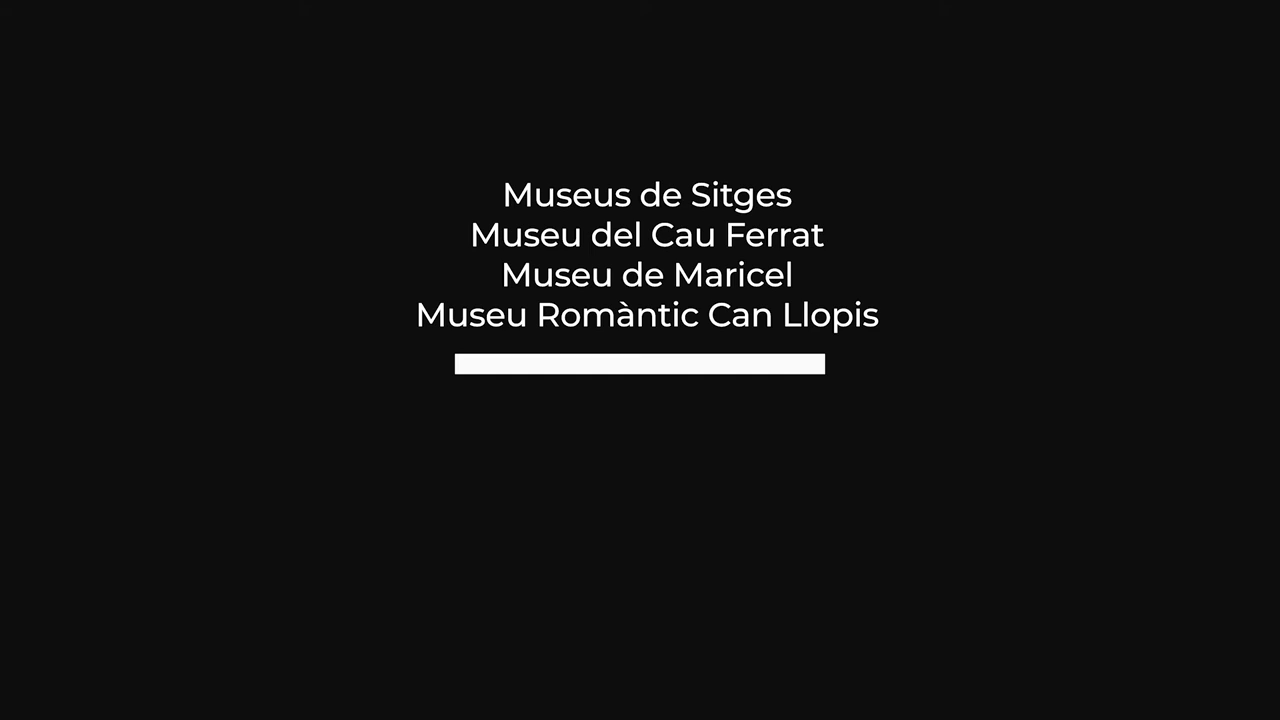 Museus de Sitges
Museu del Cau Ferrat
Museu de Maricel
Museu Romàntic Can Llopis